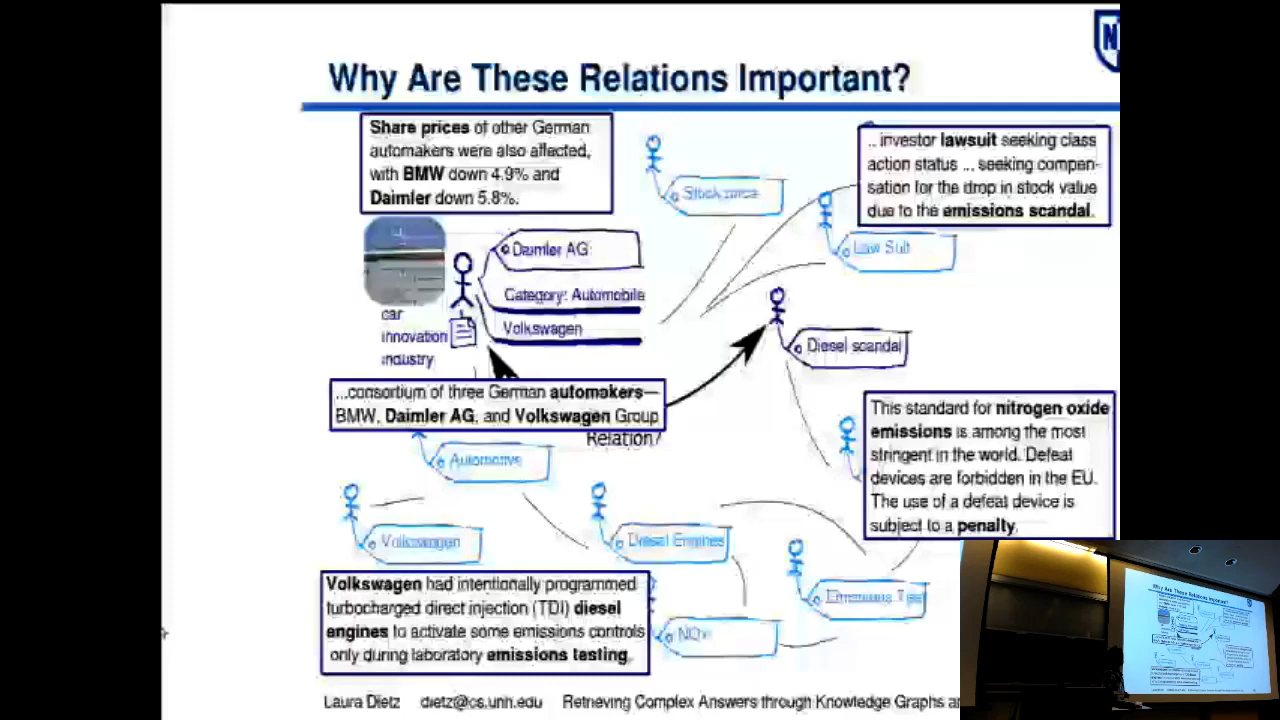 N
Why Are These Relations Important?
Share prices of other German
automakers were also affected,
with BMW down 4.9% and
Daimler down 5.8%.
Stock price
.. investor lawsuit seeking class
action status ... seeking compen-
sation for the drop in stock value
due to the emissions scandal.
Law Suit
Daimler AG
Category: Automobile
Volkswagen
car
innovation
industry
Diesel scandal
...consortium of three German automakers—
BMW, Daimler AG, and Volkswagen Group
Relation?
This standard for nitrogen oxide
emissions is among the most
stringent in the world. Defeat
devices are forbidden in the EU.
The use of a defeat device is
subject to a penalty.
Automotive
Volkswagen
Diesel Engines
Emissions Test
Volkswagen had intentionally programmed
turbocharged direct injection (TDI) diesel
engines to activate some emissions controls
only during laboratory emissions testing.
NOx
Laura Dietz dietz@cs.unh.edu Retrieving Complex Answers through Knowledge Graphs
Why Are These Relations Important?